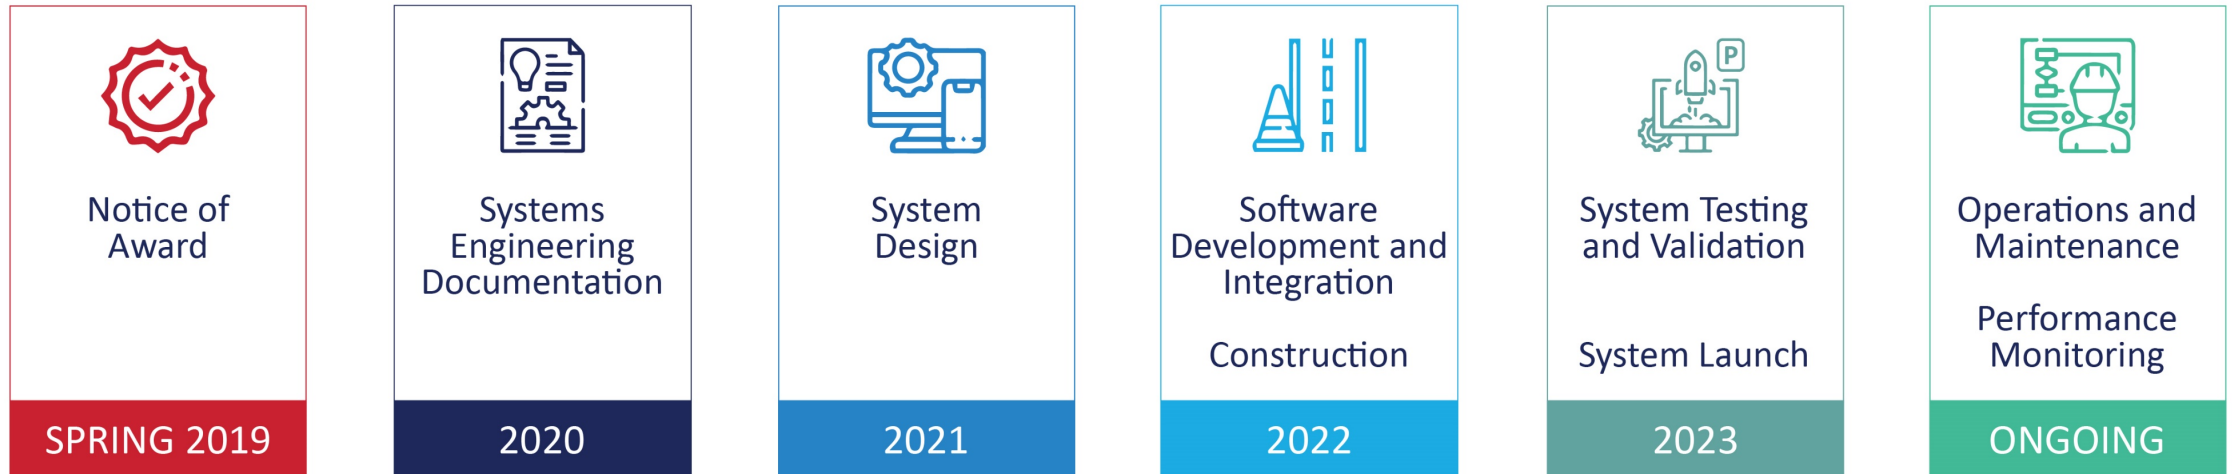 Notice of
Award
SPRING 2019
Systems
Engineering
Documentation
2020
System
Design
2021
Software
Development and
Integration
Construction
2022
P
System Testing
and Validation
System Launch
2023
Operations and
Maintenance
Performance
Monitoring
ONGOING